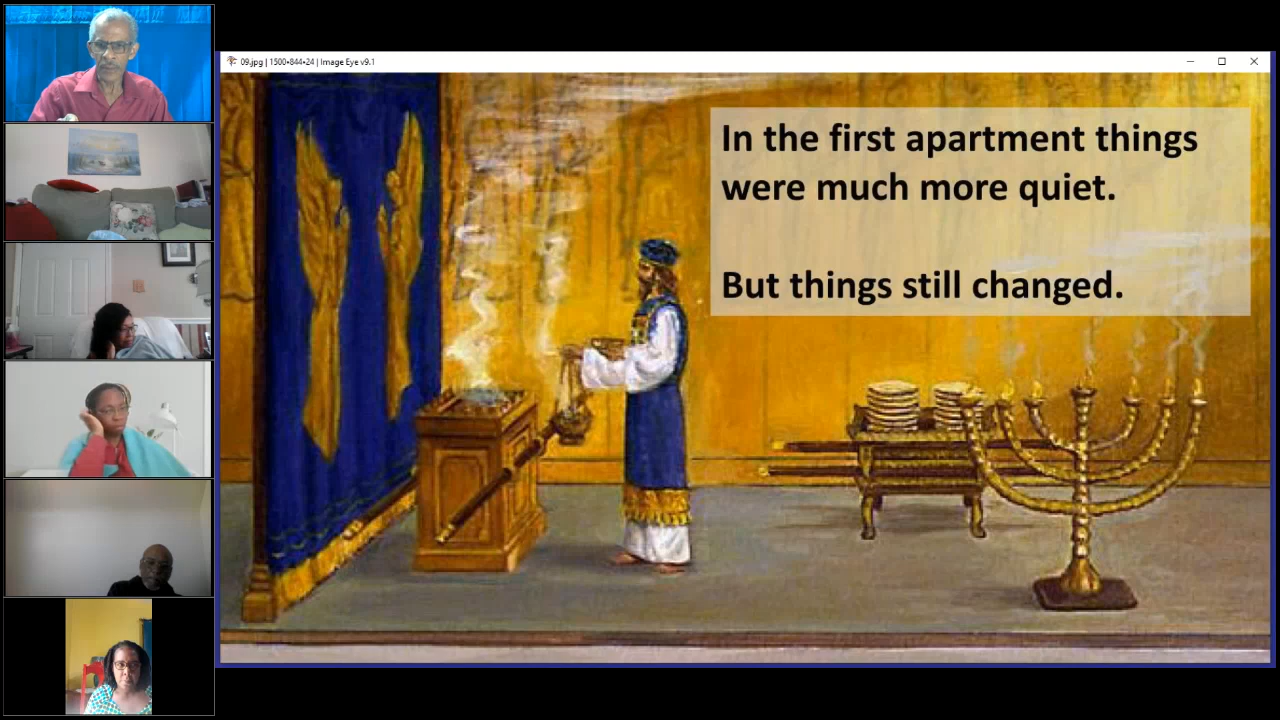 09.jpg | 1500*844*24 | Image Eye v9.1
In the first apartment things
were much more quiet.
But things still changed.